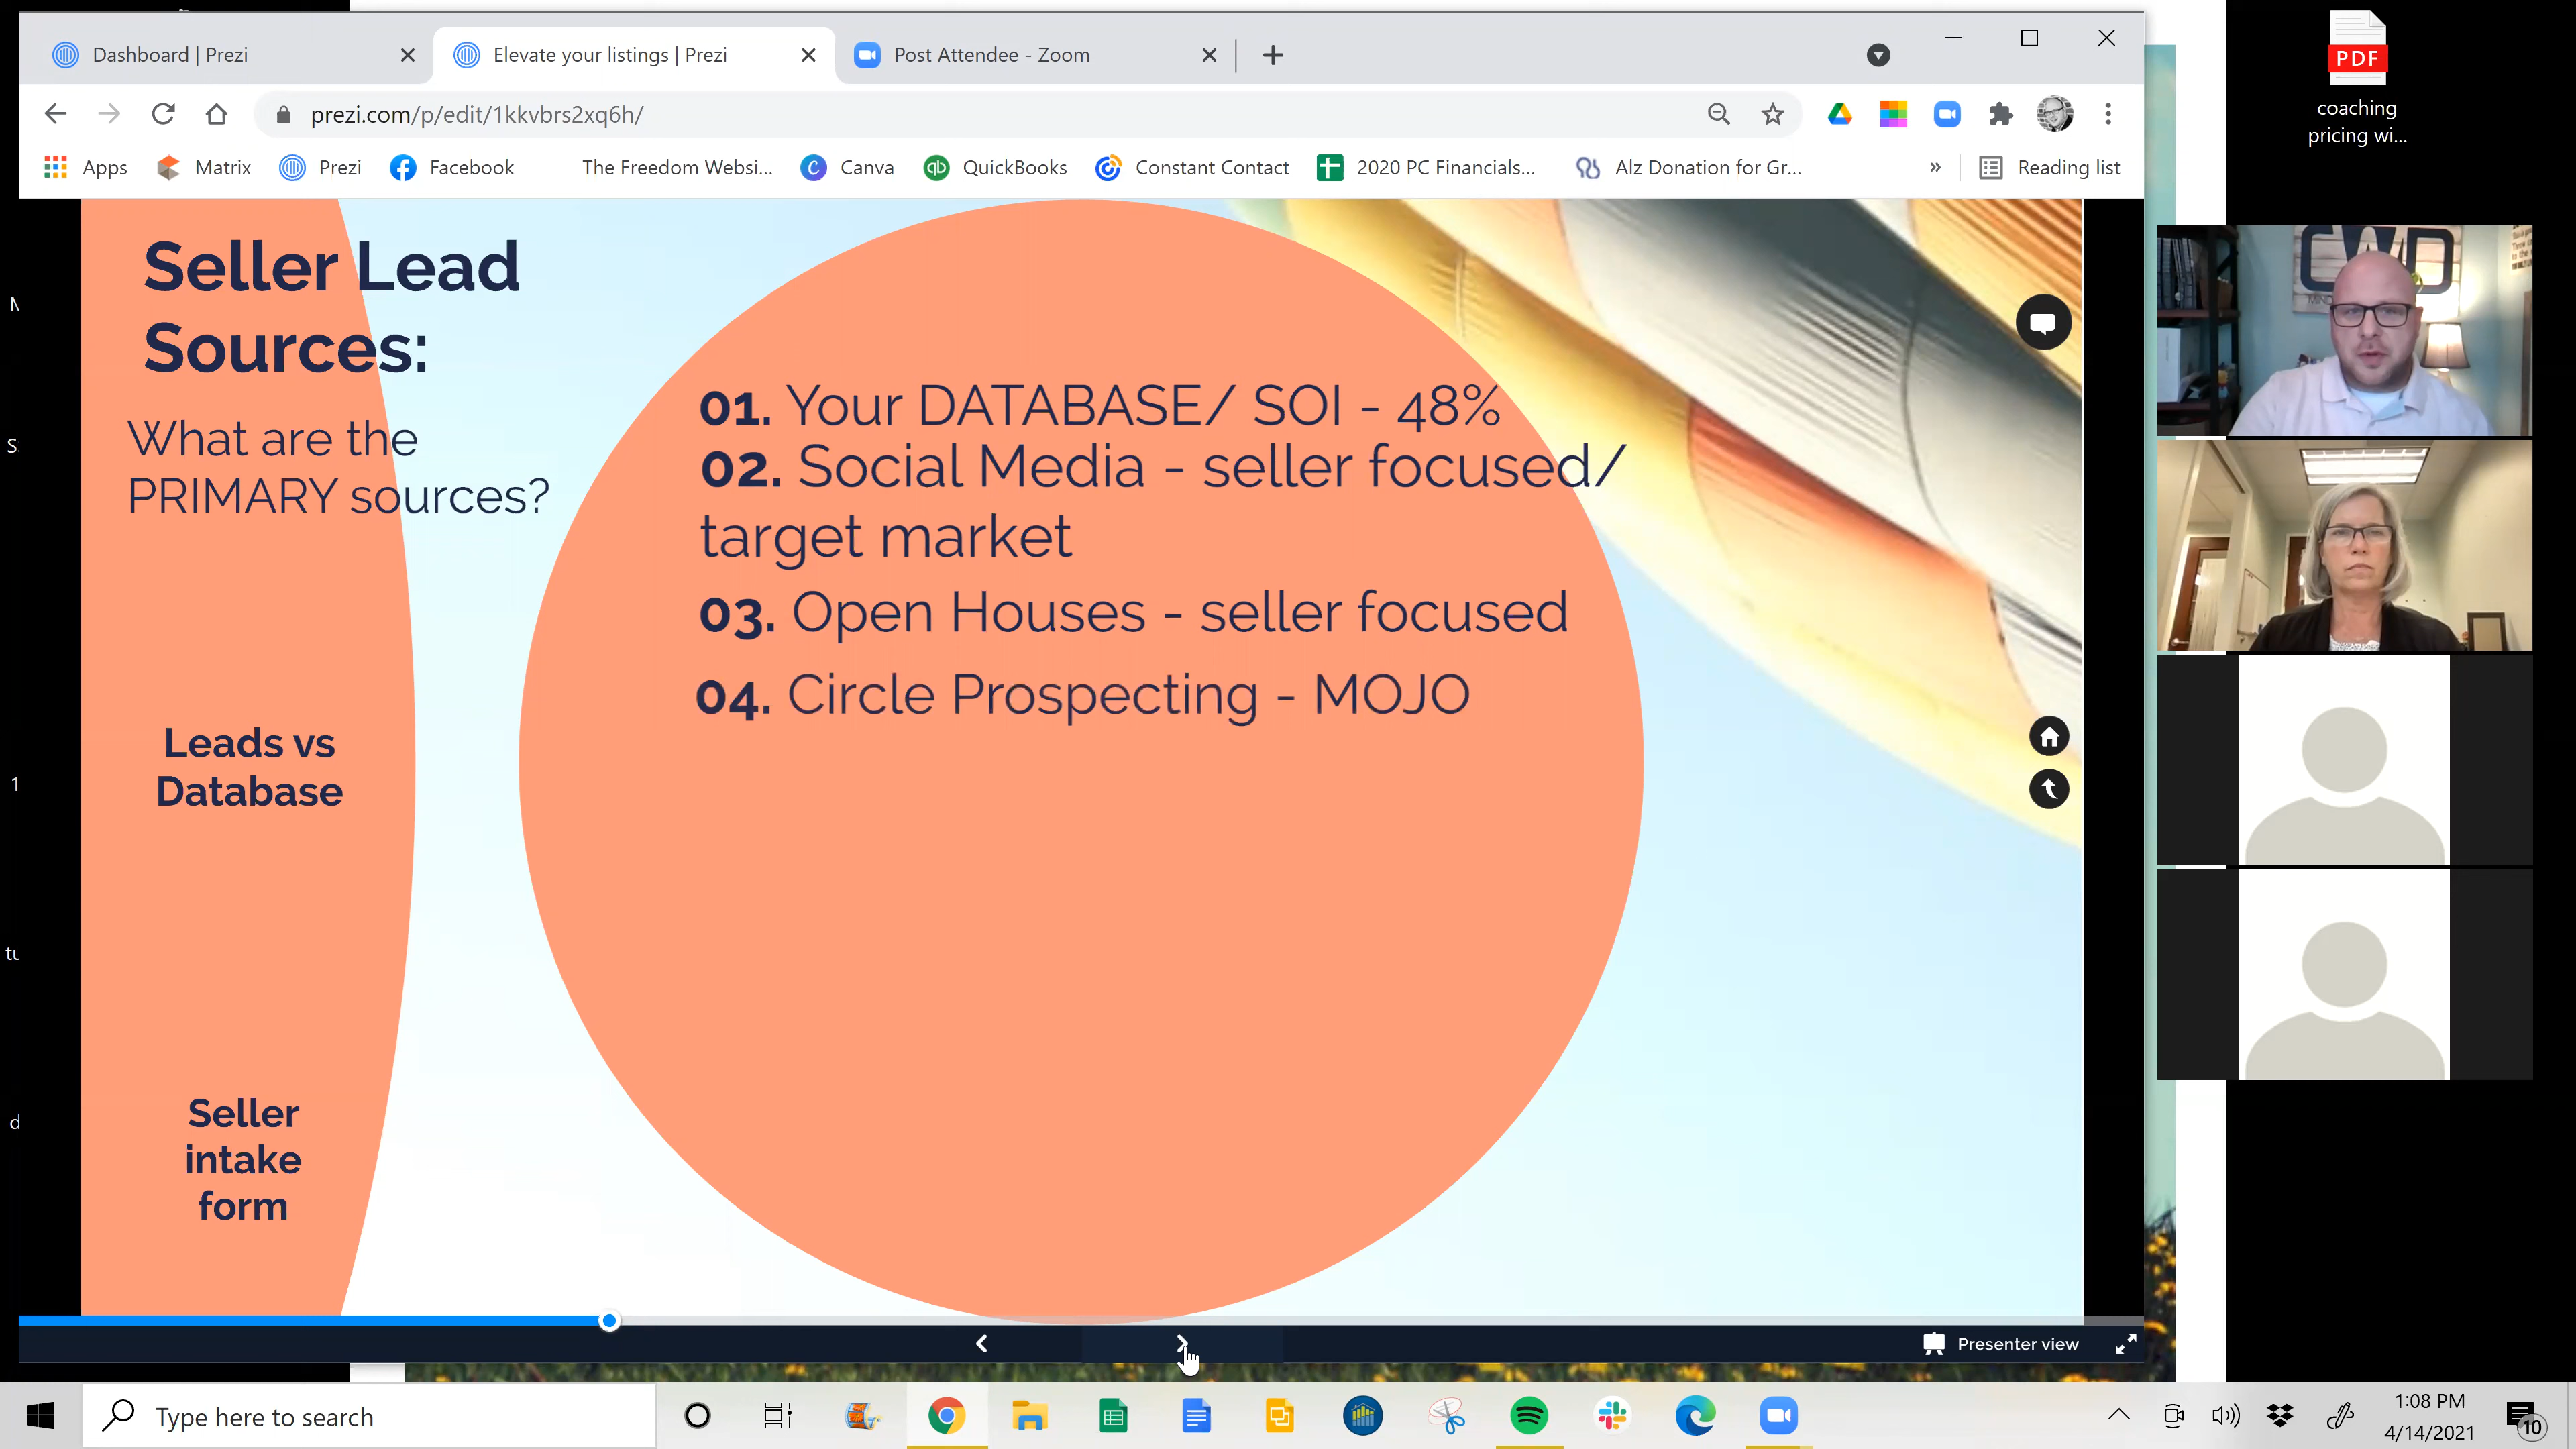 Dashboard | Prezi
Elevate your listings | Prezi
Post Attendee - Zoom
prezi.com/p/edit/1kkvbrs2xq6h/
Apps
Matrix
Prezi
Facebook
The Freedom Websi...
Canva
QuickBooks
Constant Contact
2020 PC Financials...
Alz Donation for Gr...
»
Reading list
PDF
coaching
pricing wi...
Seller Lead
Sources:
What are the
PRIMARY sources?
Leads vs
Database
Seller
intake
form
01. Your DATABASE/ SOI - 48%
02. Social Media - seller focused/
target market
03. Open Houses - seller focused
04. Circle Prospecting - MOJO
CWD
Presenter view
Type here to search
1:08 PM
4/14/2021
10